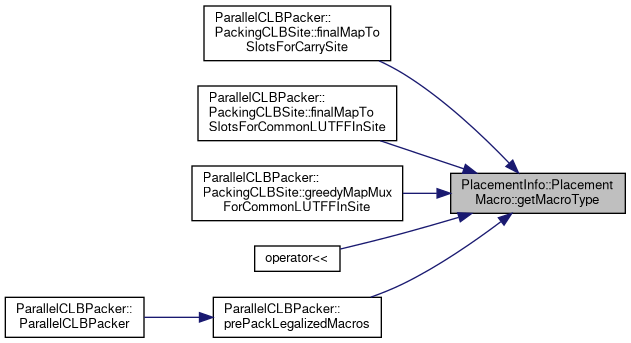 ParallelCLBPacker::
PackingCLBSite::finalMapTo
SlotsForCarrySite
ParallelCLBPacker::
PackingCLBSite::finalMapTo
SlotsForCommonLUTFFInSite
ParallelCLBPacker::
PackingCLBSite::greedyMapMux
ForCommonLUTFFInSite
PlacementInfo::Placement
Macro::getMacroType
operator<<
ParallelCLBPacker::
ParallelCLBPacker
ParallelCLBPacker::
prePackLegalizedMacros